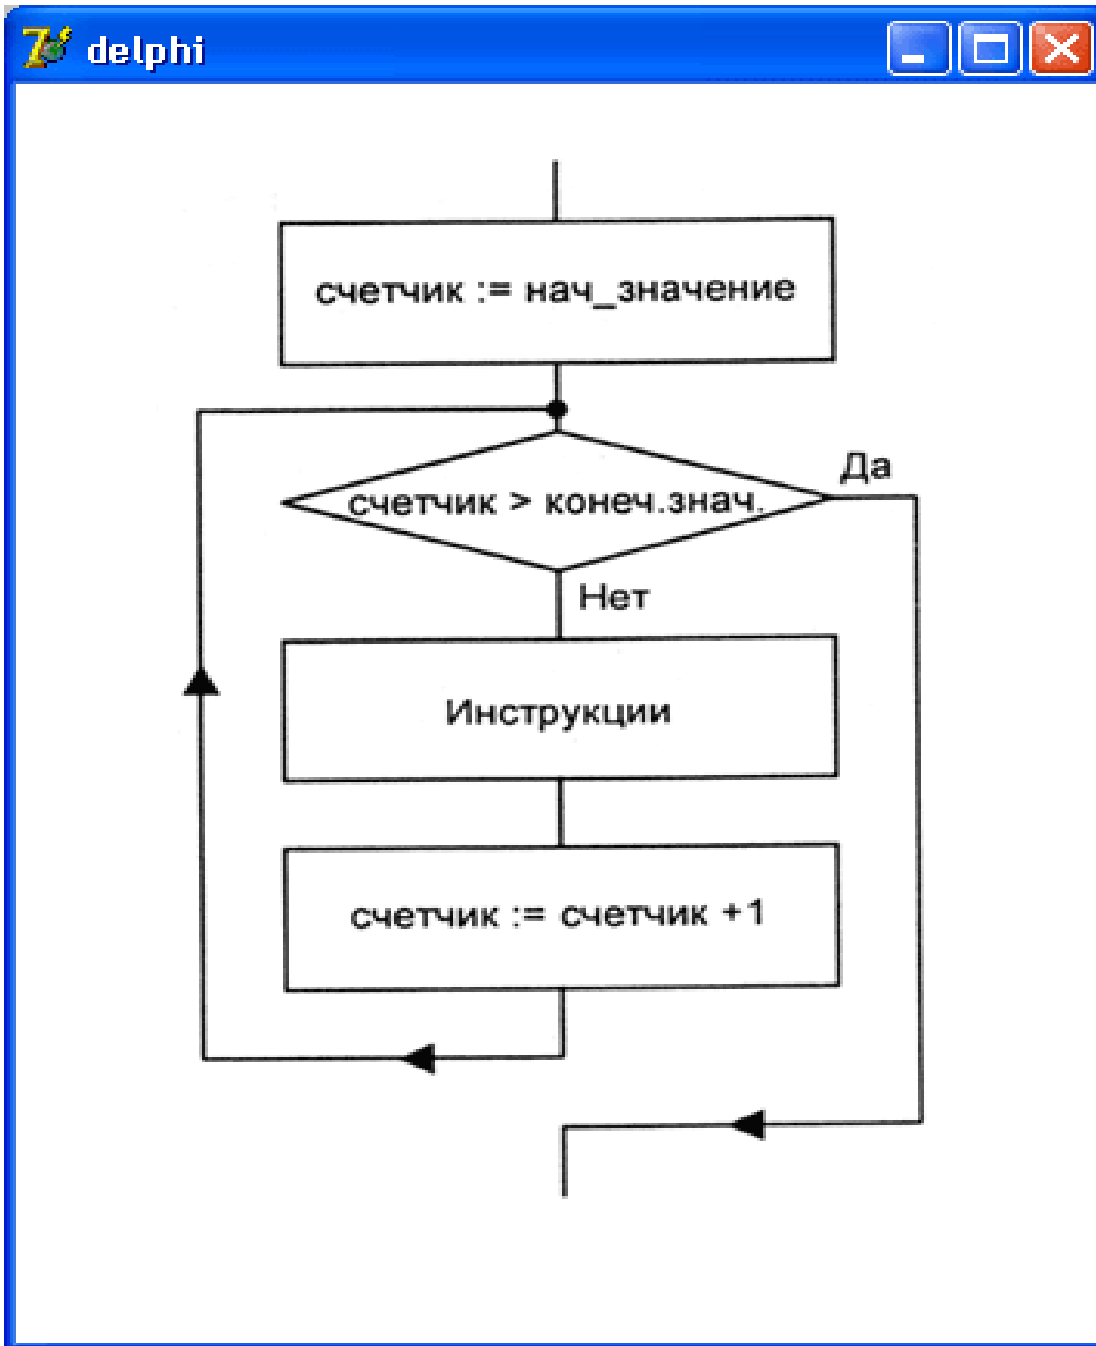 delphi
счетчик := нач_значение
Да
счетчик > конеч.знач.
Нет
Инструкции
счетчик := счетчик +1